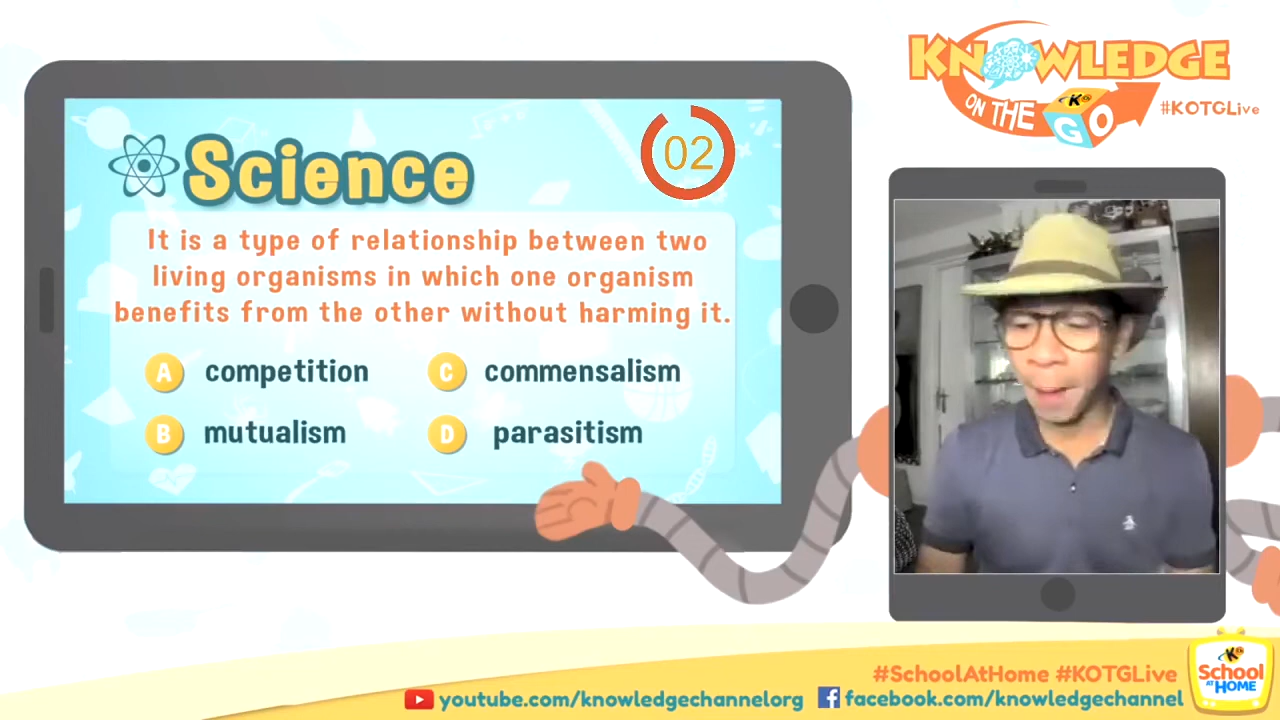 KNOWLEDGE
ON THE GO
#KOTGLive
Science
02
It is a type of relationship between two
living organisms in which one organism
benefits from the other without harming it.
A competition
C commensalism
B mutualism
D parasitism
#SchoolAtHome #KOTGLive
youtube.com/knowledgechannelorg
facebook.com/knowledgechannel
School
AT HOME